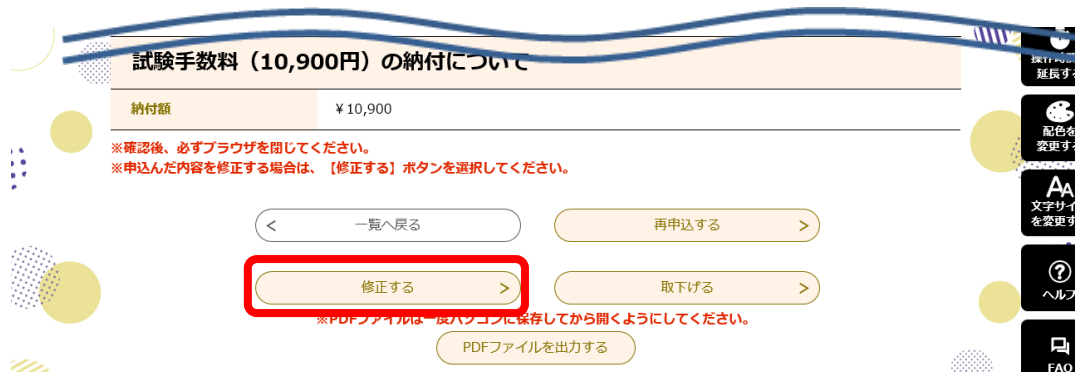 試験手数料（10,900円）の納付について
納付額 ￥10,900
※確認後、必ずブラウザを閉じてください。
※申込んだ内容を修正する場合は、【修正する】ボタンを選択してください。
< 一覧へ戻る
再申込する >
修正する >
取下げる >
※PDFファイルは一度パソコンに保存してから開くようにしてください。
PDFファイルを出力する
延長す
配色を
変更す
AA
文字サイ
を変更す
?
ヘルプ
FAQ